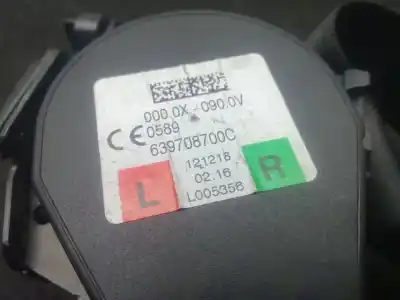 000.0X-090.0V
CE 0589
639708700C
121218
02.16
L005356
L
R